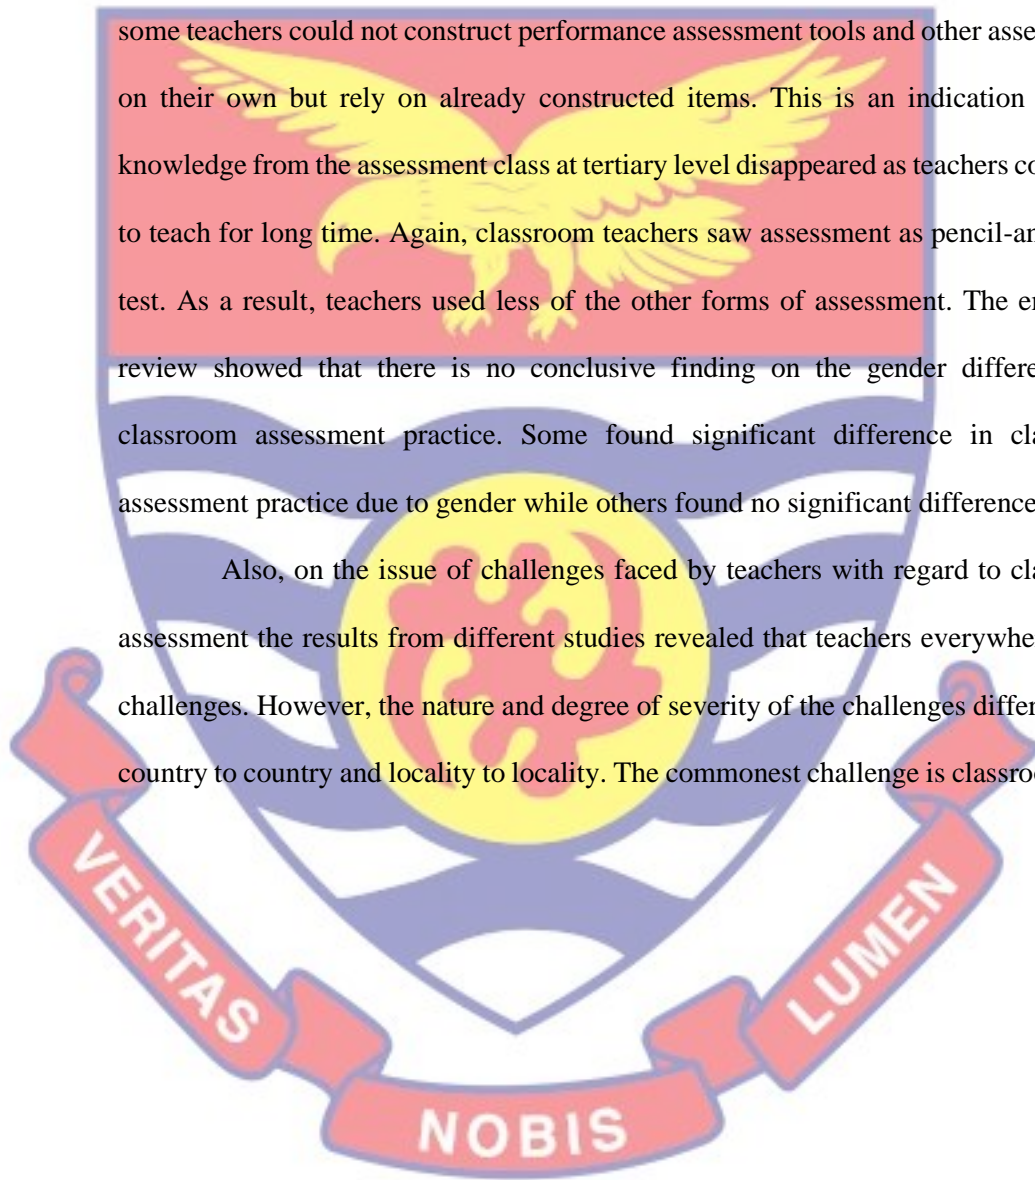 some teachers could not construct performance assessment tools and other asse
on their own but rely on already constructed items. This is an indication
knowledge from the assessment class at tertiary level disappeared as teachers co
to teach for long time. Again, classroom teachers saw assessment as pencil-an
test. As a result, teachers used less of the other forms of assessment. The e
review showed that there is no conclusive finding on the gender differe
classroom assessment practice. Some found significant difference in cla
assessment practice due to gender while others found no significant difference
Also, on the issue of challenges faced by teachers with regard to cla
assessment the results from different studies revealed that teachers everywhe
challenges. However, the nature and degree of severity of the challenges differ
country to country and locality to locality. The commonest challenge is classroo
VERITAS
NOBIS
LUMEN